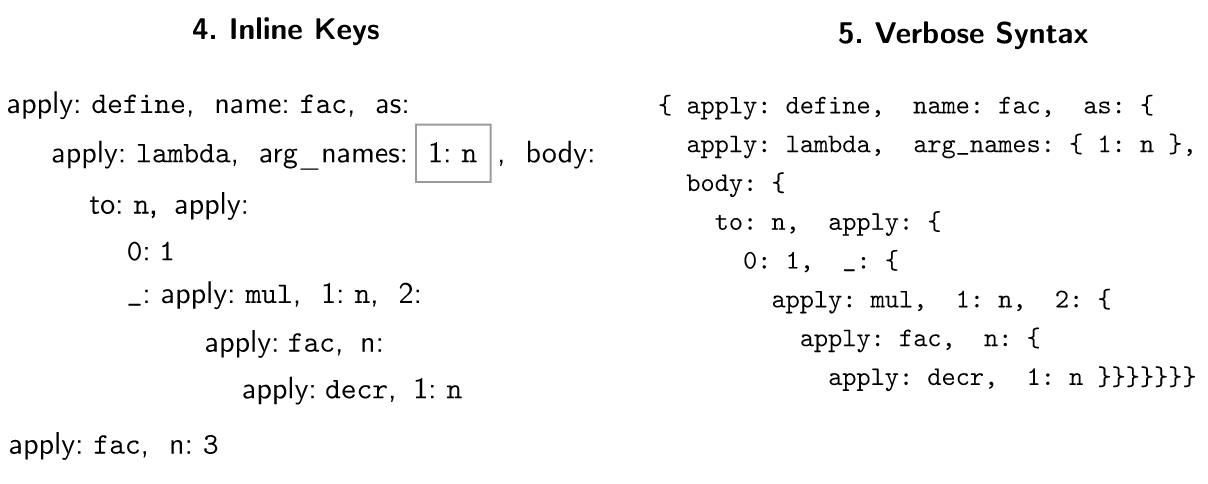 4. Inline Keys
apply: define, name: fac, as:
apply: lambda, arg_names: 1: n , body:
to: n, apply:
0: 1
_: apply: mul, 1: n, 2:
apply: fac, n:
apply: decr, 1: n
apply: fac, n: 3
5. Verbose Syntax
{ apply: define, name: fac, as: {
apply: lambda, arg_names: { 1: n },
body: {
to: n, apply: {
0: 1, _: {
apply: mul, 1: n, 2: {
apply: fac, n: {
apply: decr, 1: n }}}}}}}